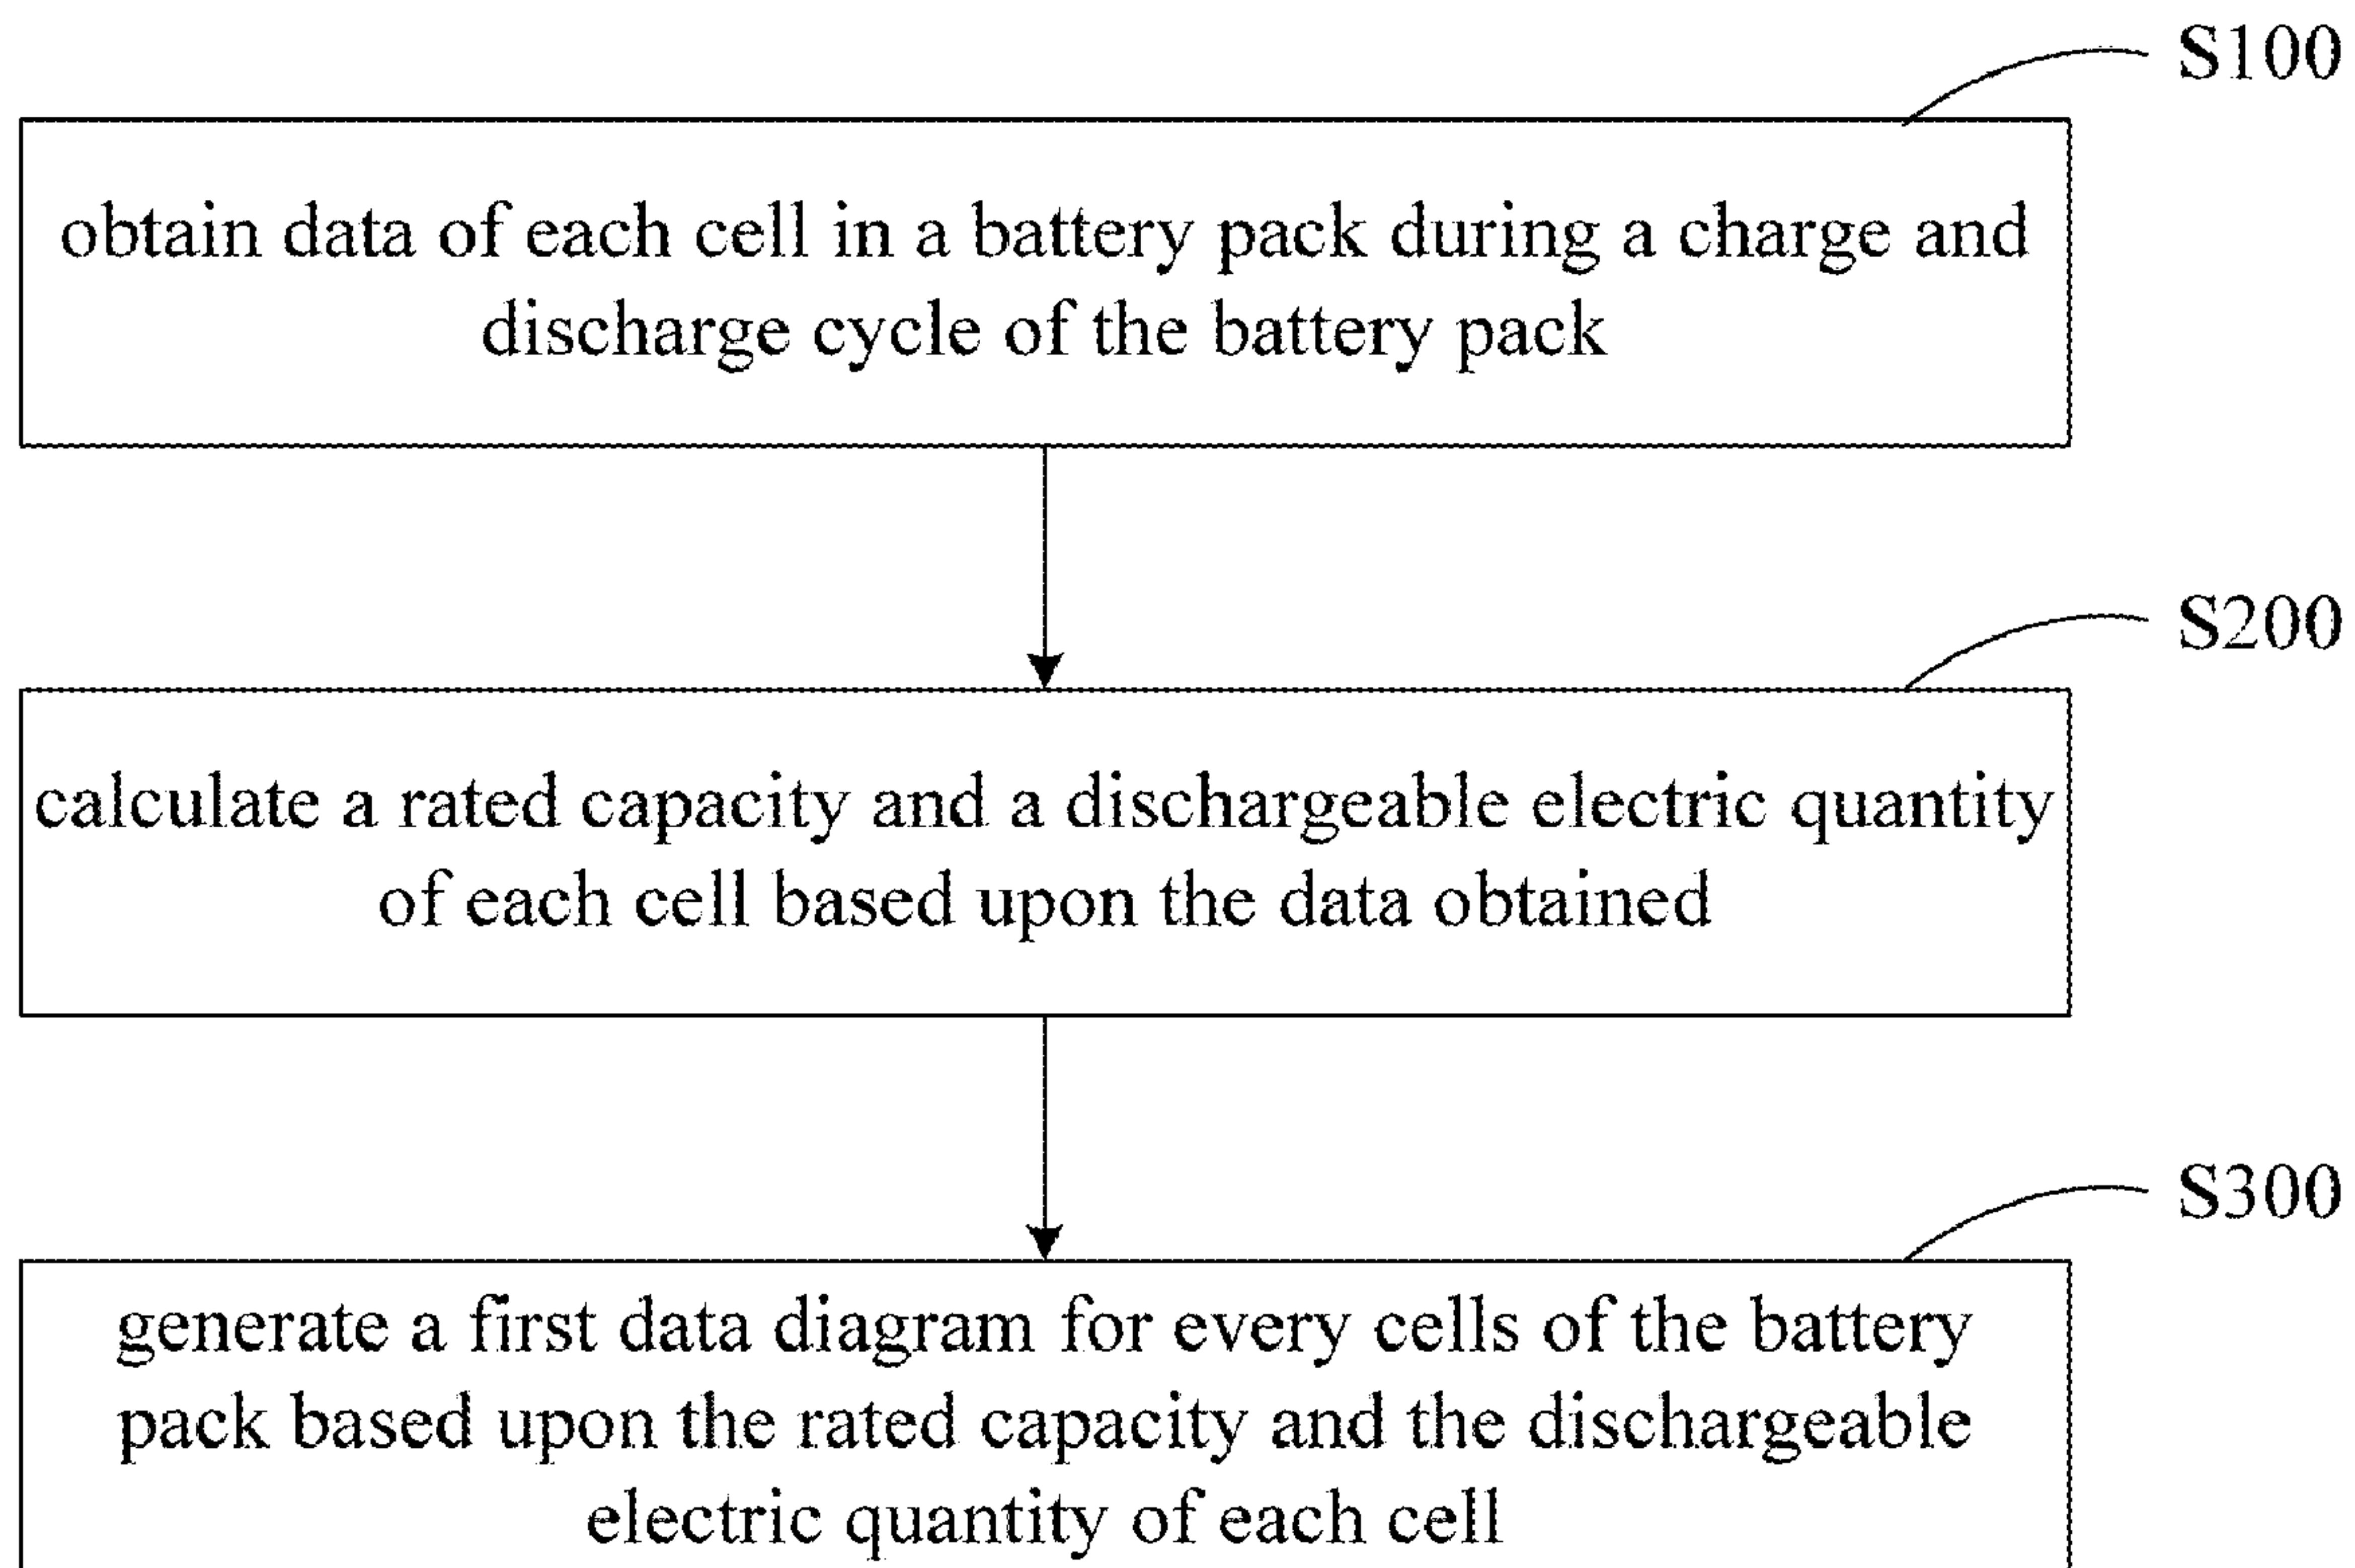 S100
obtain data of each cell in a battery pack during a charge and
discharge cycle of the battery pack
S200
calculate a rated capacity and a dischargeable electric quantity
of each cell based upon the data obtained
S300
generate a first data diagram for every cells of the battery
pack based upon the rated capacity and the dischargeable
electric quantity of each cell